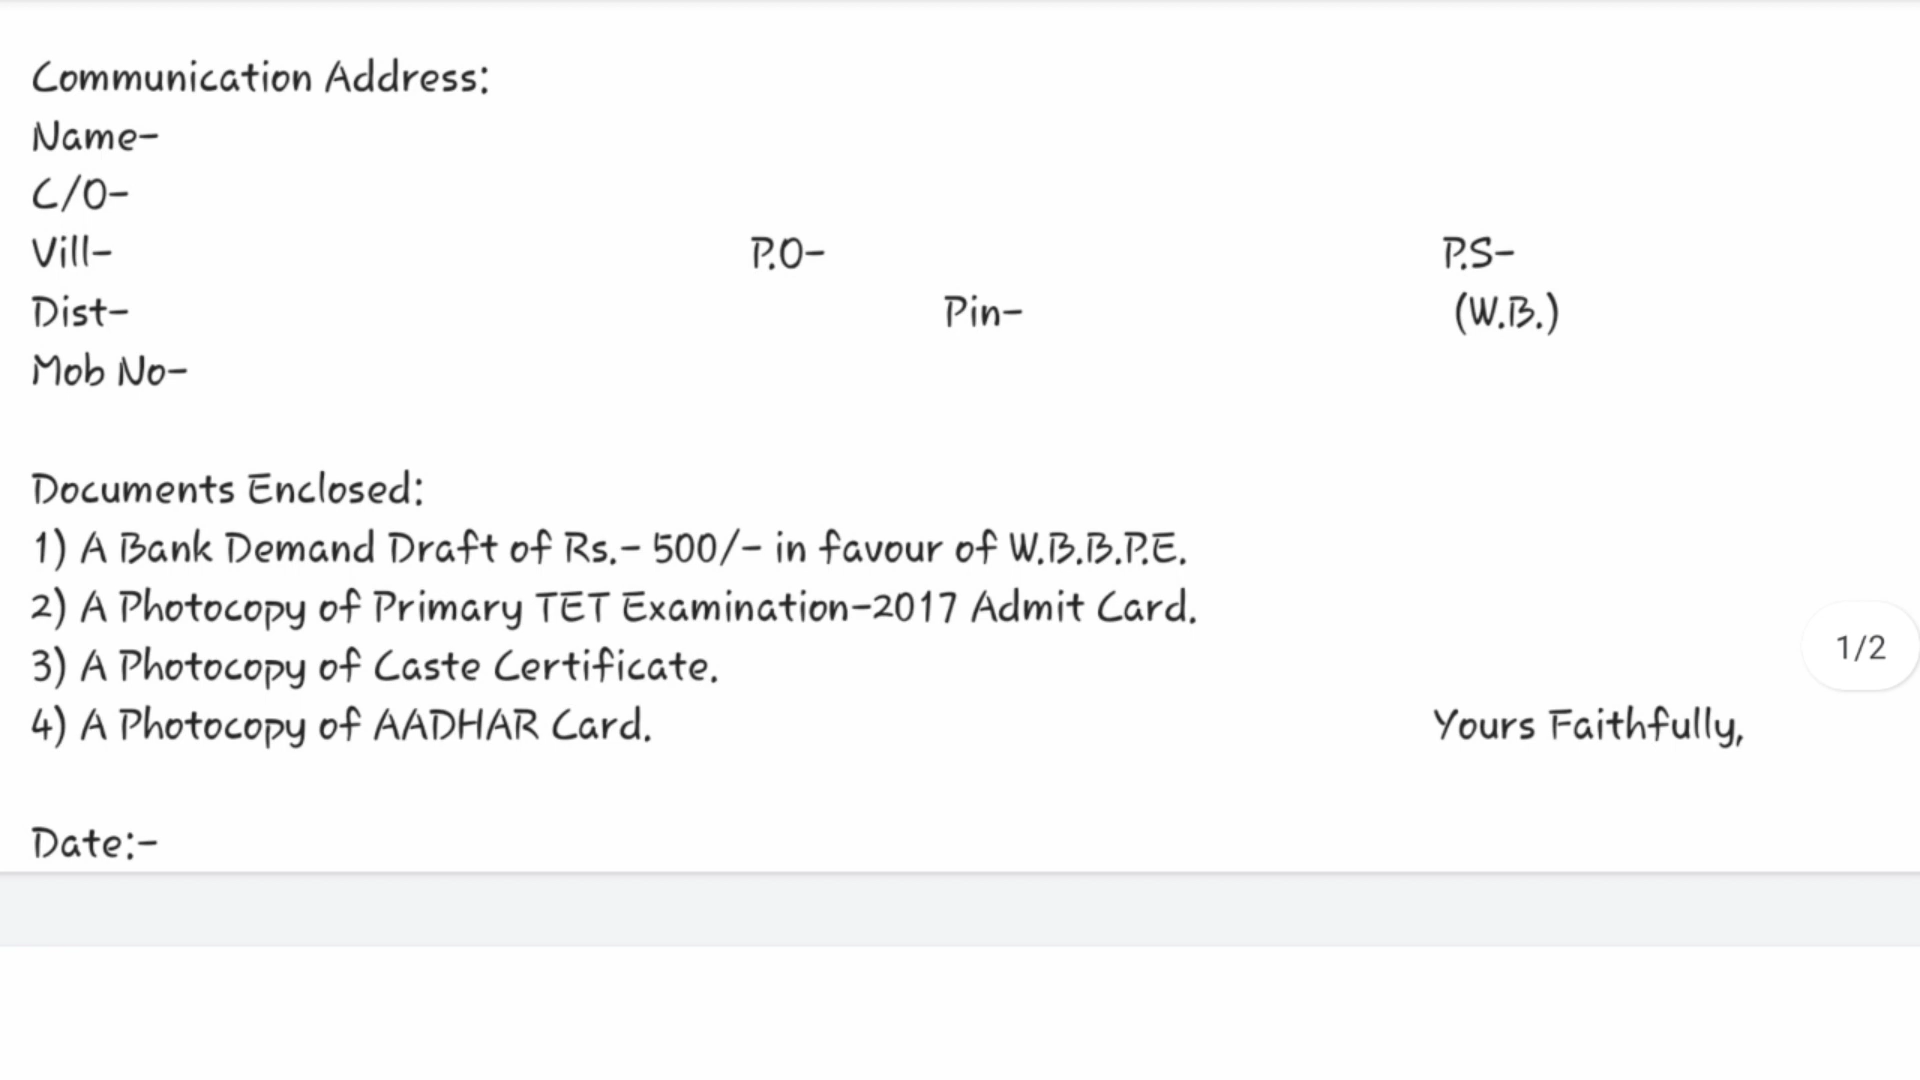 Communication Address:
Name-
C/O-
Vill- P.O- P.S-
Dist- Pin- (W.B.)
Mob No-
Documents Enclosed:
1) A Bank Demand Draft of Rs.- 500/- in favour of W.B.B.P.E.
2) A Photocopy of Primary TET Examination-2017 Admit Card.
3) A Photocopy of Caste Certificate.
1/2
4) A Photocopy of AADHAR Card. Yours Faithfully,
Date:-